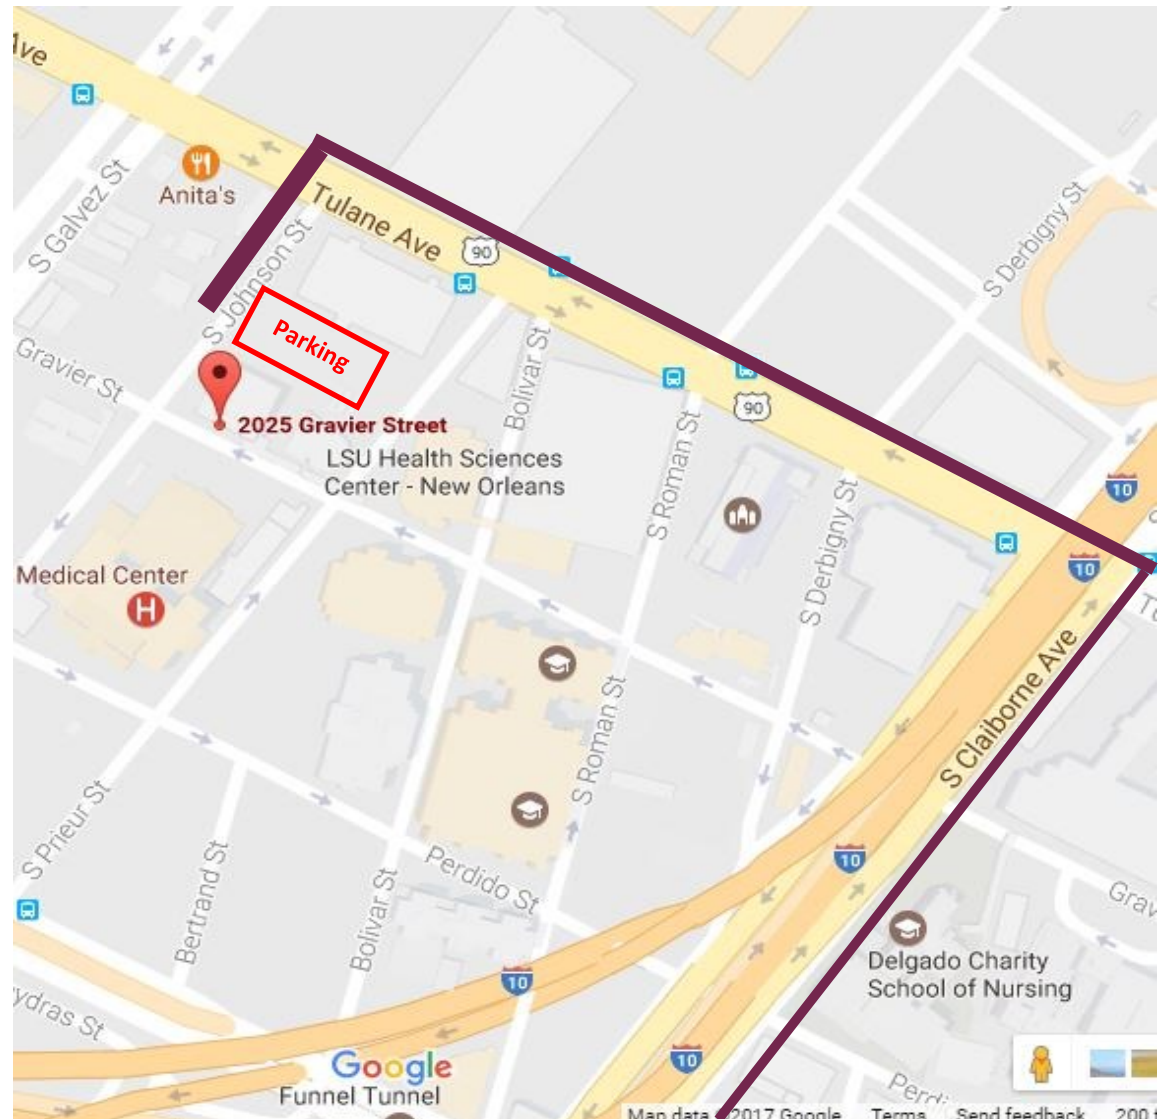 Ave
Anita's
Tulane Ave
90
S Galvez St
S Johnson St
S Derbigny St
Parking
Gravier St
Bolivar St
90
2025 Gravier Street
LSU Health Sciences
Center - New Orleans
S Roman St
S Derbigny St
10
10
Medical Center
H
S Claiborne Ave
S Roman St
S Prieur St
Bertrand St
Bolivar St
Perdido St
10
Delgado Charity
School of Nursing
10
ydras St
Google
Funnel Tunnel
10
Map data ©2017 Google Terms Send feedback 200